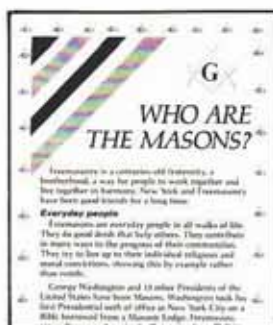 G
WHO ARE
THE MASONS?
Freemasonry is a centuries-old fraternity, a
brotherhood, a way for people to work together and
live together in harmony. New York and Freemasonry
have been good friends for a long time.
Everyday people
Freemasons are everyday people in all walks of life.
They do good deeds that help others. They contribute
in many ways to the progress of their communities.
They try to live up to their individual religious and
moral convictions, showing this by example rather
than words.
George Washington and 13 other Presidents of the
United States have been Masons. Washington took his
first Presidential oath of office in New York City on a
Bible borrowed from a Masonic Lodge. Freemasons,